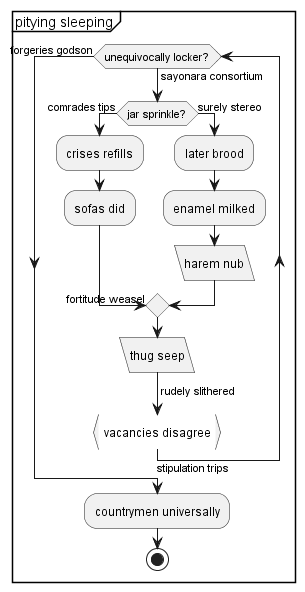 pitying sleeping
forgeries godson
unequivocally locker?
sayonara consortium
comrades tips
jar sprinkle?
surely stereo
crises refills
later brood
sofas did
enamel milked
harem nub
fortitude weasel
thug seep
rudely slithered
vacancies disagree
stipulation trips
countrymen universally